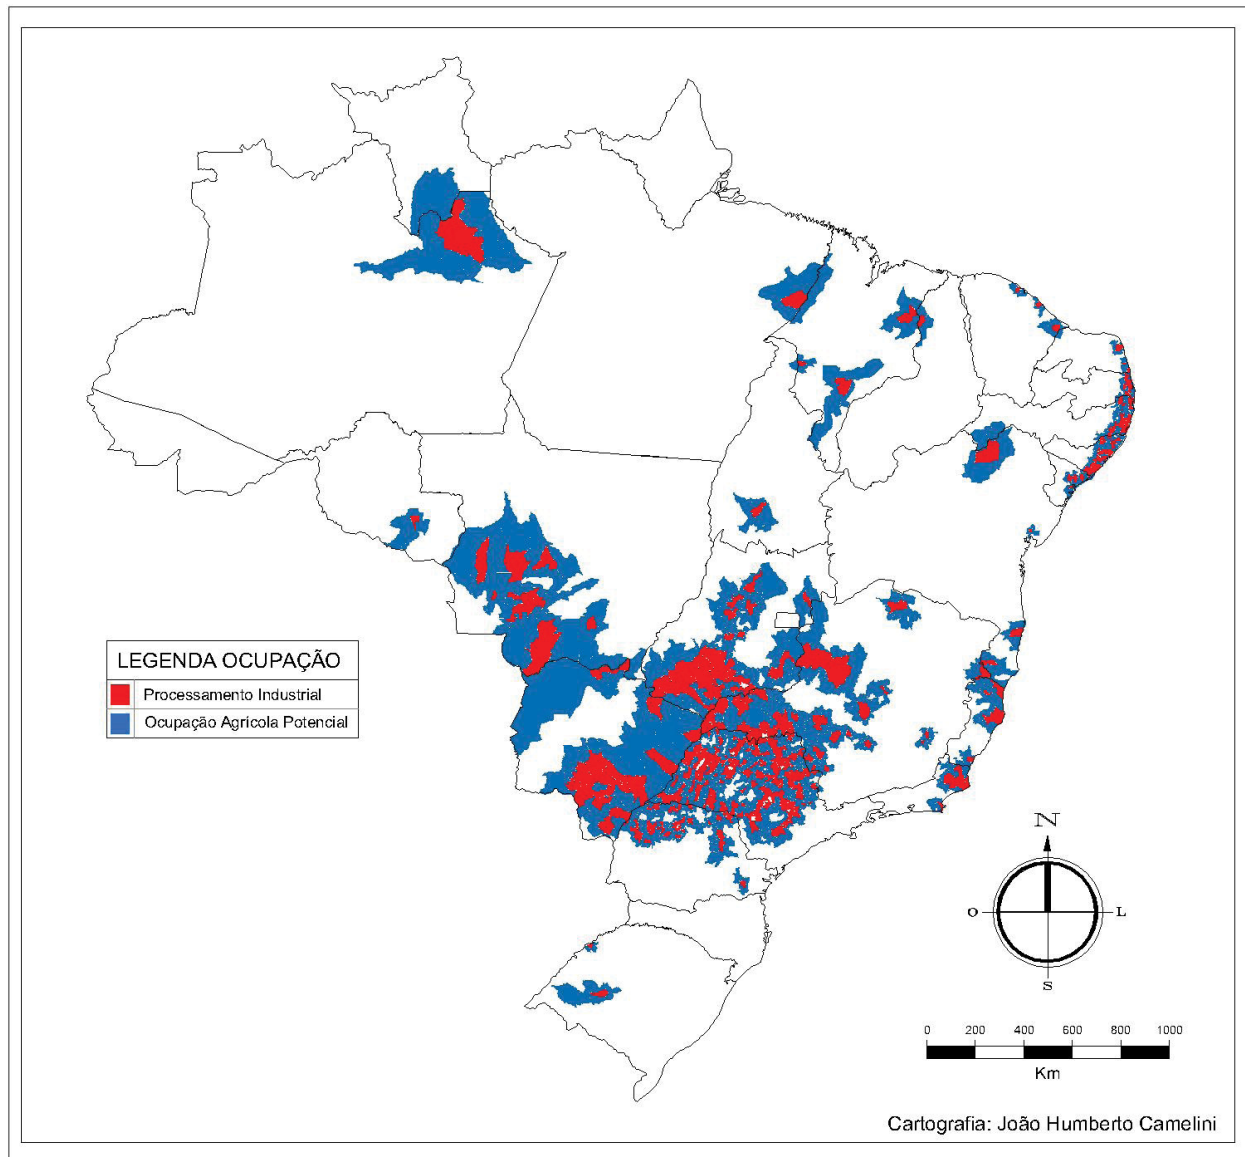 LEGENDA OCUPAÇÃO
Processamento Industrial
Ocupação Agrícola Potencial
N
O
L
S
0 200 400 600 800 1000
Km
Cartografia: João Humberto Camelini